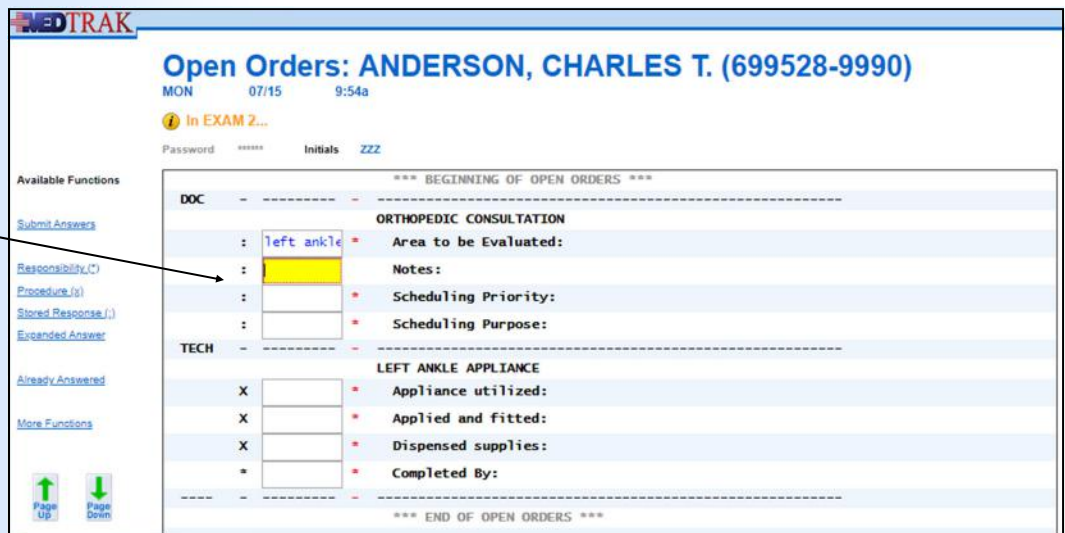 MEDTRAK
Open Orders: ANDERSON, CHARLES T. (699528-9990)
MON 07/15 9:54a
i In EXAM 2...
Password ****** Initials ZZZ
Available Functions
Submit Answers
Responsibility (*)
Procedure (x)
Stored Response (:)
Expanded Answer
Already Answered
More Functions
Page Up
Page Down
*** BEGINNING OF OPEN ORDERS ***
DOC - --------- - --------------------------------------------------------
ORTHOPEDIC CONSULTATION
: left ankle * Area to be Evaluated:
: Notes:
: * Scheduling Priority:
: * Scheduling Purpose:
TECH - --------- - --------------------------------------------------------
LEFT ANKLE APPLIANCE
X * Appliance utilized:
X * Applied and fitted:
X * Dispensed supplies:
* * Completed By:
---- - --------- - --------------------------------------------------------
*** END OF OPEN ORDERS ***